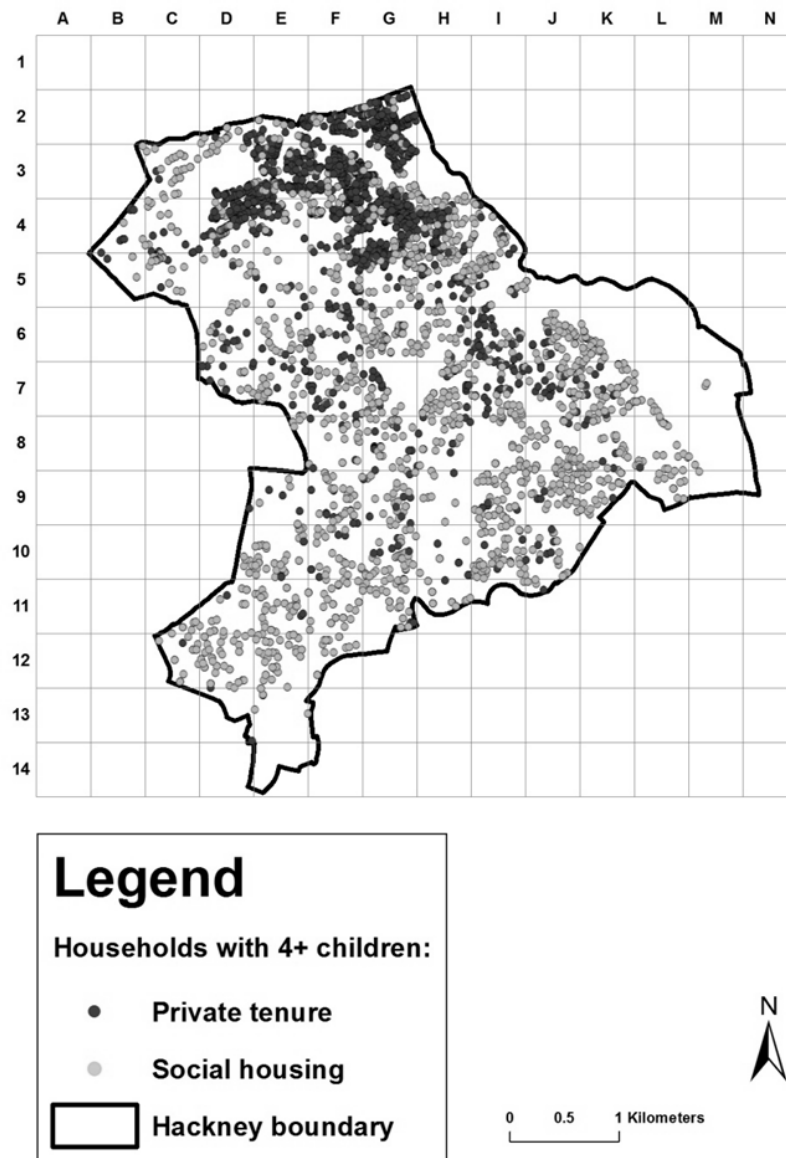 A B C D E F G H I J K L M N
1
2
3
4
5
6
7
8
9
10
11
12
13
14
Legend
Households with 4+ children:
Private tenure
Social housing
Hackney boundary
N
0 0.5 1 Kilometers